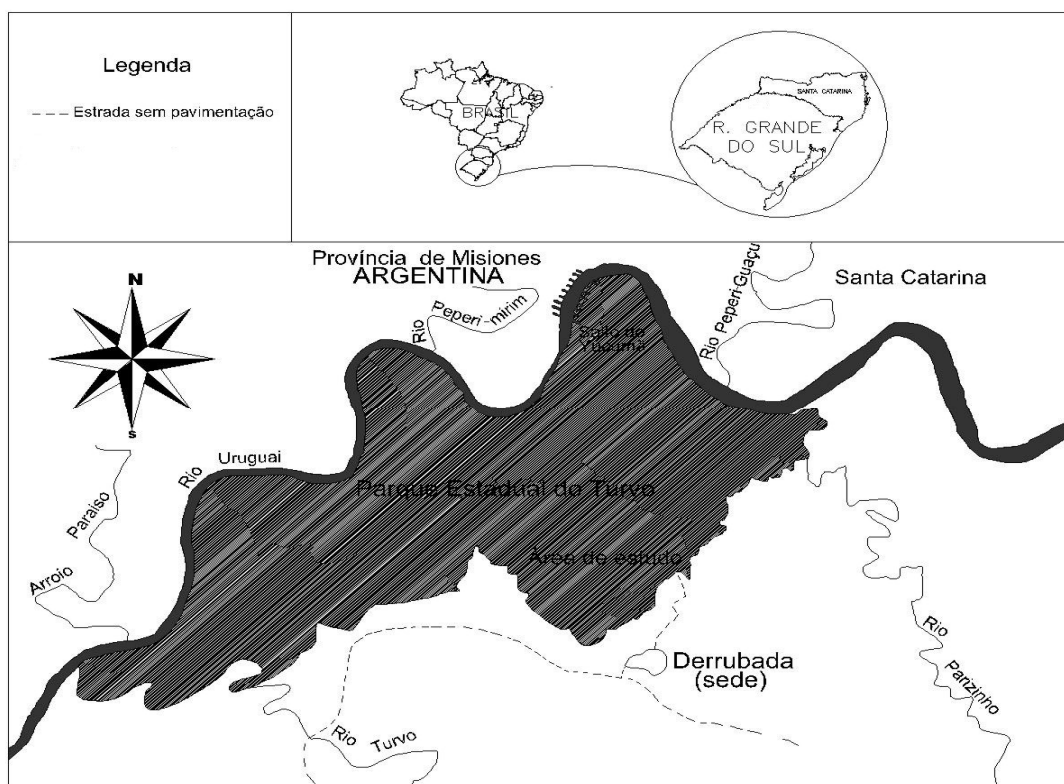 Legenda
Estrada sem pavimentação
BRASIL
SANTA CATARINA
R. GRANDE
DO SUL
Província de Misiones
ARGENTINA
Rio Peperi-mirim
Salto do
Yucumã
Rio Peperi-Guaçu
Santa Catarina
N
s
Rio Uruguai
Parque Estadual do Turvo
Área de estudo
Arroio Paraiso
Derrubada
(sede)
Rio Parizinho
Rio Turvo